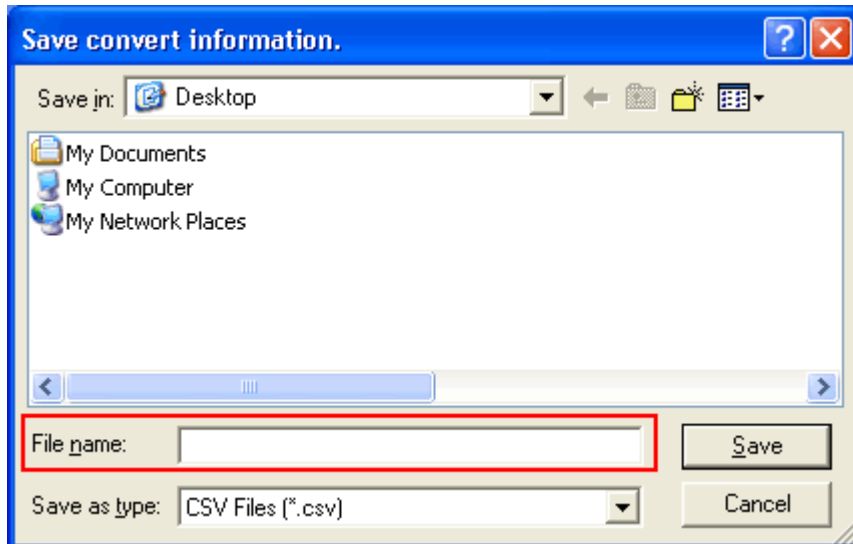 Save convert information.
Save in: Desktop
My Documents
My Computer
My Network Places
File name:
Save
Save as type: CSV Files (*.csv)
Cancel